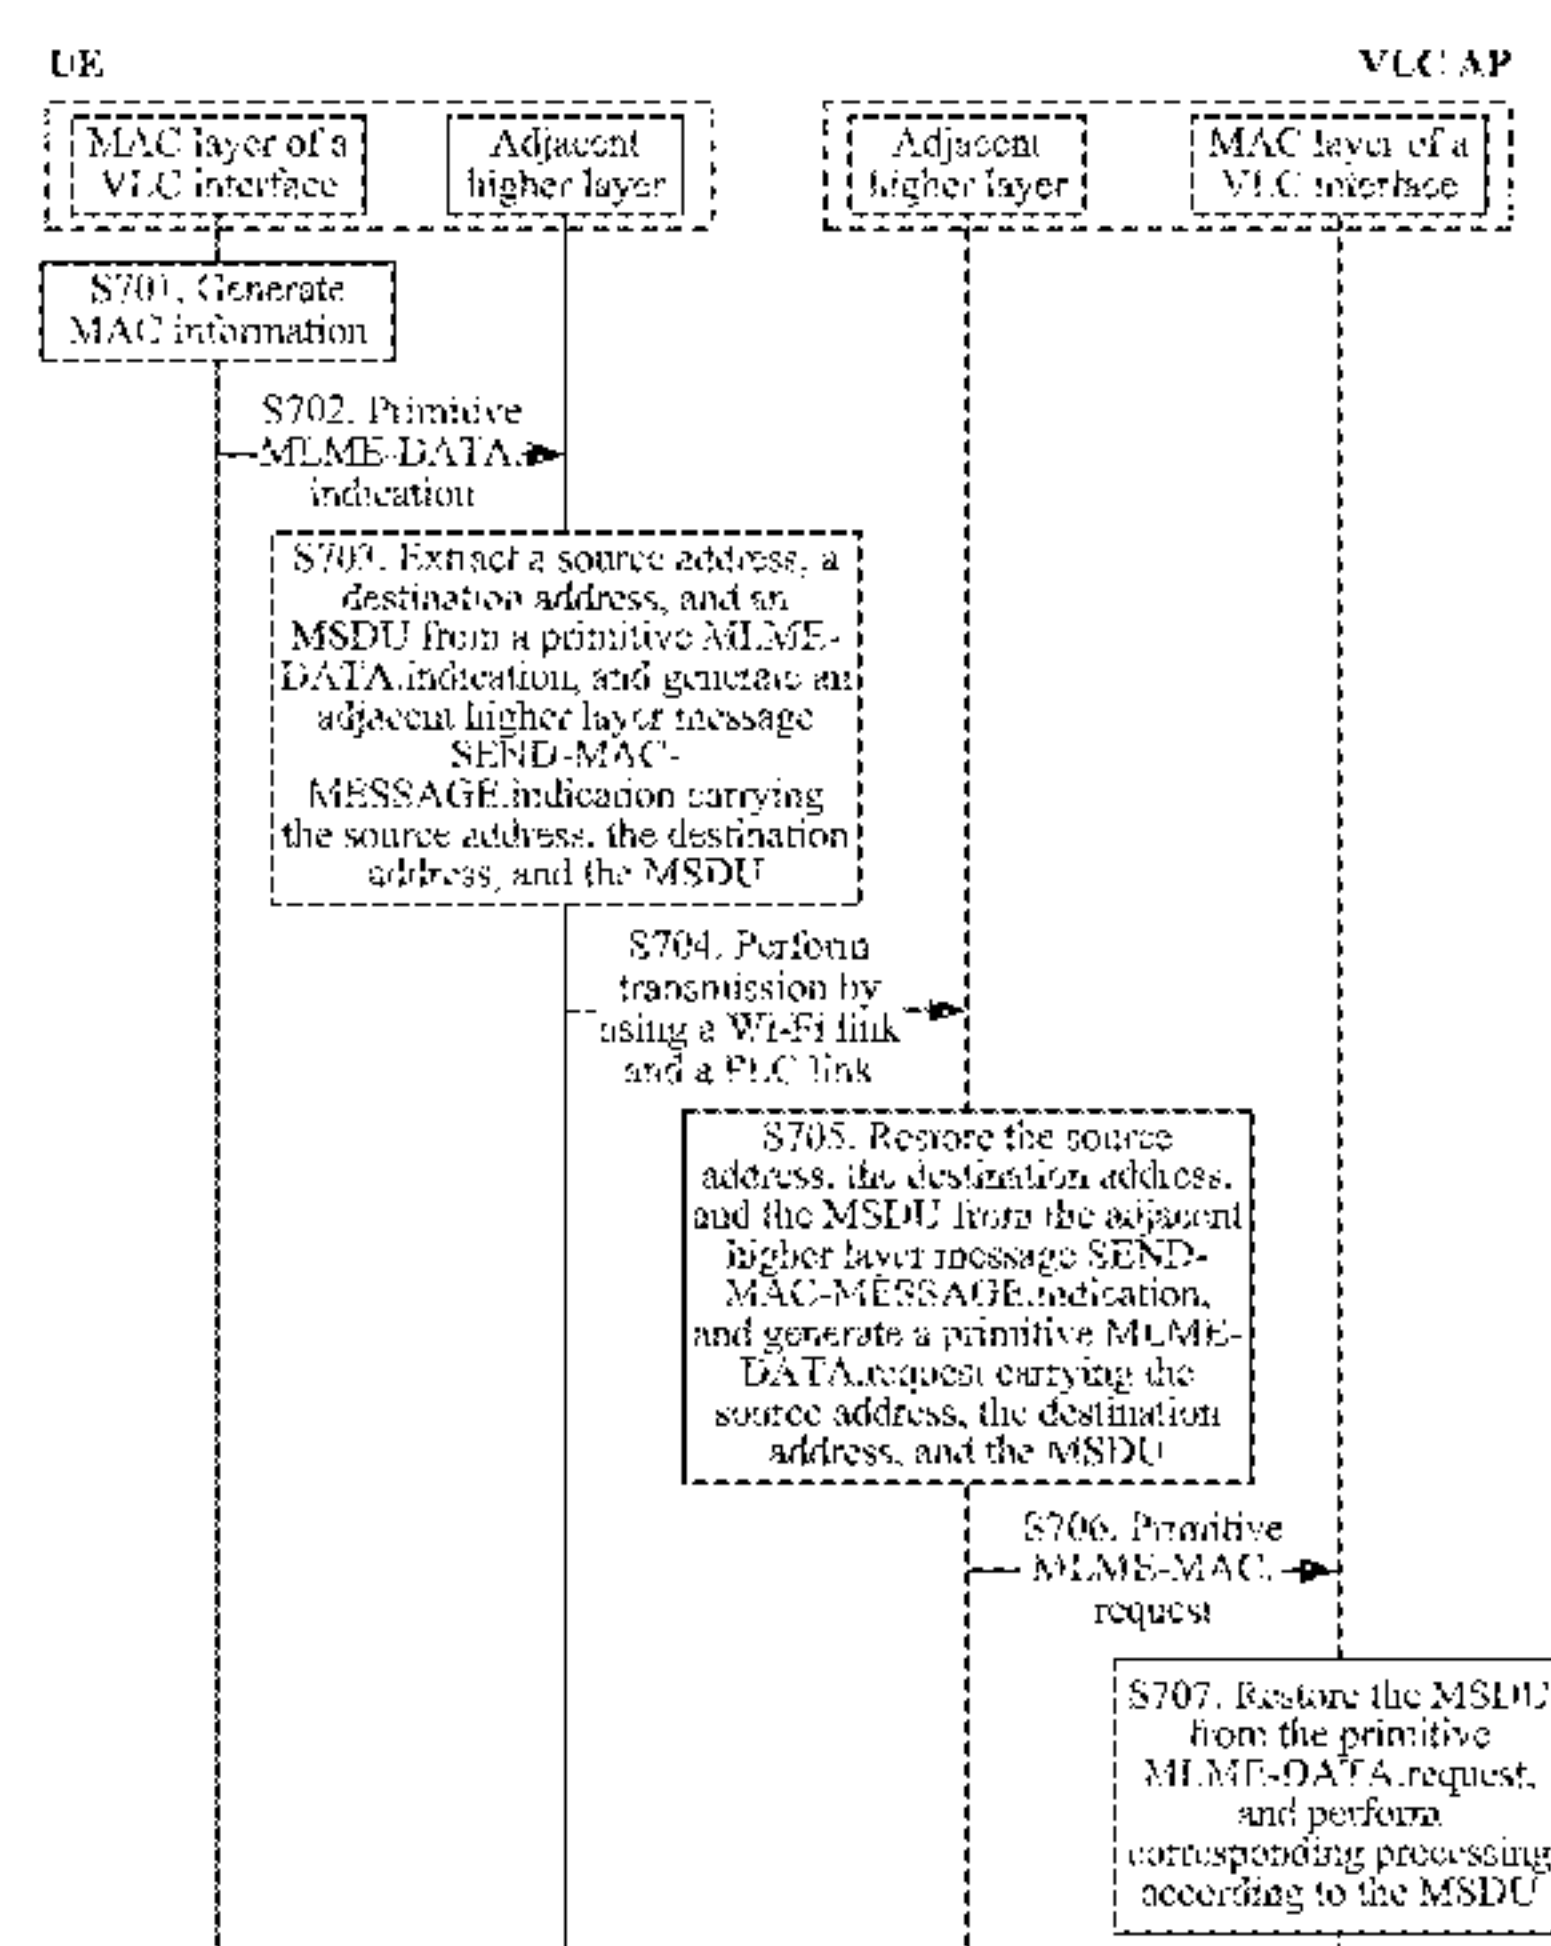 UE
VLC AP
MAC layer of a
VLC interface
Adjacent
higher layer
Adjacent
higher layer
MAC layer of a
VLC interface
S701. Generate
MAC information
S702. Primitive
MLME-DATA.
indication
S703. Extract a source address, a
destination address, and an
MSDU from a primitive MLME-
DATA.indication, and generate an
adjacent higher layer message
SEND-MAC-
MESSAGE.indication carrying
the source address, the destination
address, and the MSDU
S704. Perform
transmission by
using a Wi-Fi link
and a PLC link
S705. Restore the source
address, the destination address,
and the MSDU from the adjacent
higher layer message SEND-
MAC-MESSAGE.indication,
and generate a primitive MLME-
DATA.request carrying the
source address, the destination
address, and the MSDU
S706. Primitive
MLME-MAC.
request
S707. Restore the MSDU
from the primitive
MLME-DATA.request,
and perform
corresponding processing
according to the MSDU